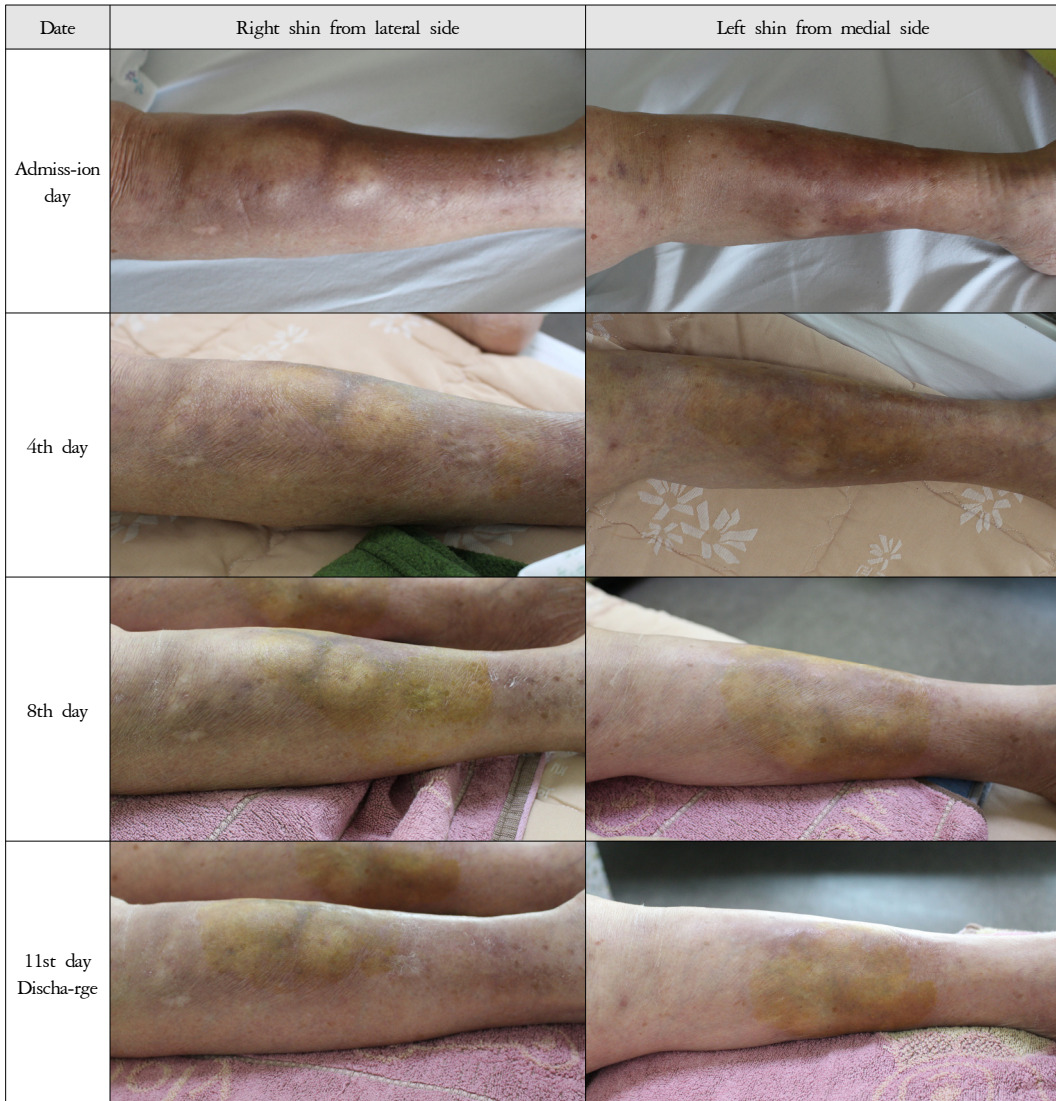 Date
Right shin from lateral side
Left shin from medial side
Admiss-ion
day
4th day
8th day
11st day
Discha-rge